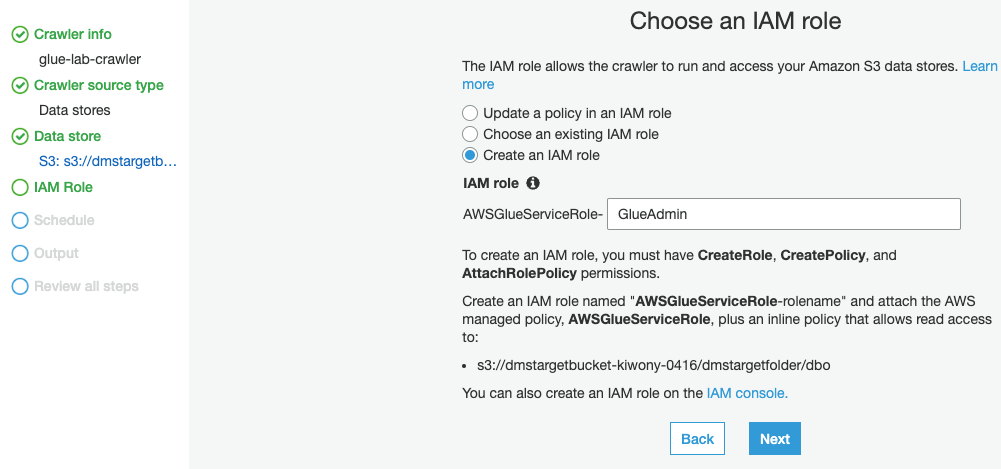 Crawler info
glue-lab-crawler
Crawler source type
Data stores
Data store
S3: s3://dmstargetb…
IAM Role
Schedule
Output
Review all steps
Choose an IAM role
The IAM role allows the crawler to run and access your Amazon S3 data stores. Learn
more
Update a policy in an IAM role
Choose an existing IAM role
Create an IAM role
IAM role
AWSGlueServiceRole- GlueAdmin
To create an IAM role, you must have CreateRole, CreatePolicy, and
AttachRolePolicy permissions.
Create an IAM role named "AWSGlueServiceRole-rolename" and attach the AWS
managed policy, AWSGlueServiceRole, plus an inline policy that allows read access
to:
• s3://dmstargetbucket-kiwony-0416/dmstargetfolder/dbo
You can also create an IAM role on the IAM console.
Back Next